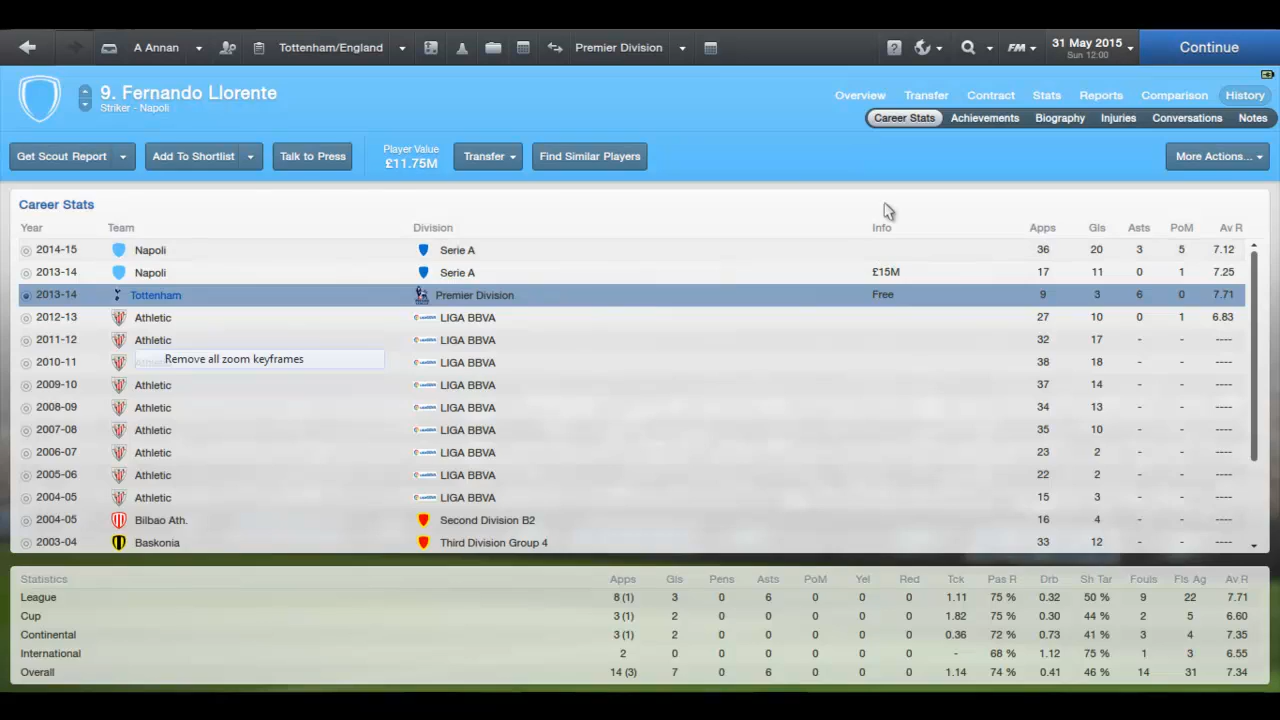 A Annan Tottenham/England Premier Division FM 31 May 2015 Continue
Sun 12:00
9. Fernando Llorente
Striker - Napoli
Overview Transfer Contract Stats Reports Comparison History
Career Stats Achievements Biography Injuries Conversations Notes
Get Scout Report Add To Shortlist Talk to Press Player Value £11.75M Transfer Find Similar Players More Actions...
Career Stats
Year Team Division Info Apps Gls Asts PoM Av R
2014-15 Napoli Serie A 36 20 3 5 7.12
2013-14 Napoli Serie A £15M 17 11 0 1 7.25
2013-14 Tottenham Premier Division Free 9 3 6 0 7.71
2012-13 Athletic LIGA BBVA 27 10 0 1 6.83
2011-12 Athletic LIGA BBVA 32 17 - - ----
Remove all zoom keyframes
2010-11 LIGA BBVA 38 18 - - ----
2009-10 Athletic LIGA BBVA 37 14 - - ----
2008-09 Athletic LIGA BBVA 34 13 - - ----
2007-08 Athletic LIGA BBVA 35 10 - - ----
2006-07 Athletic LIGA BBVA 23 2 - - ----
2005-06 Athletic LIGA BBVA 22 2 - - ----
2004-05 Athletic LIGA BBVA 15 3 - - ----
2004-05 Bilbao Ath. Second Division B2 16 4 - - ----
2003-04 Baskonia Third Division Group 4 33 12 - - ----
Statistics Apps Gls Pens Asts PoM Yel Red Tck Pas R Drb Sh Tar Fouls Fls Ag Av R
League 8 (1) 3 0 6 0 0 0 1.11 75 % 0.32 50 % 9 22 7.71
Cup 3 (1) 2 0 0 0 0 0 1.82 75 % 0.30 44 % 2 5 6.60
Continental 3 (1) 2 0 0 0 0 0 0.36 72 % 0.73 41 % 3 4 7.35
International 2 0 0 0 0 0 0 - 68 % 1.12 75 % 1 3 6.55
Overall 14 (3) 7 0 6 0 0 0 1.14 74 % 0.41 46 % 14 31 7.34